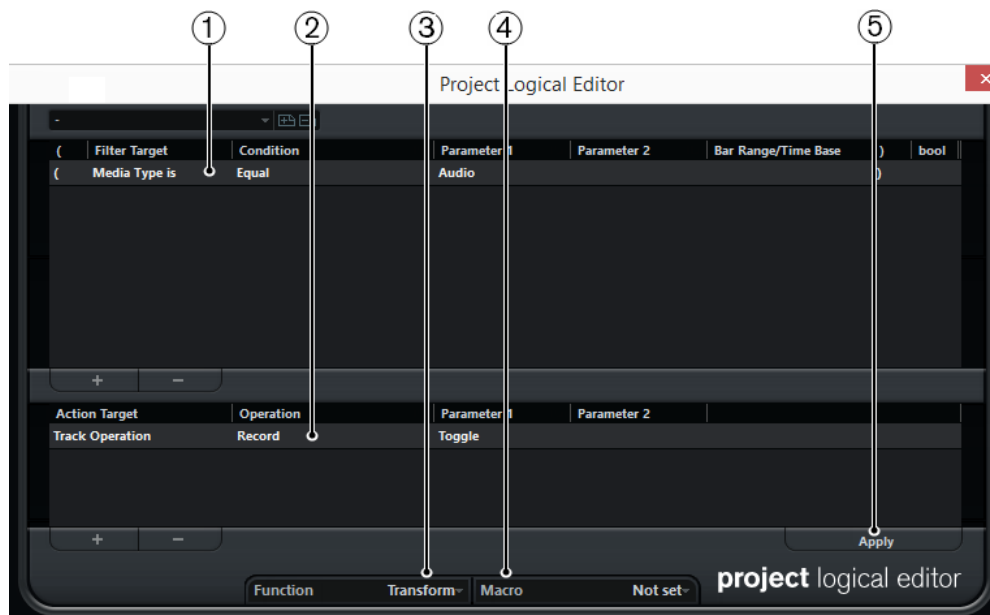 1 2 3 4 5
Project Logical Editor
-
( Filter Target Condition Parameter 1 Parameter 2 Bar Range/Time Base ) bool
( Media Type is Equal Audio )
+ −
Action Target Operation Parameter 1 Parameter 2
Track Operation Record Toggle
+ − Apply
Function Transform Macro Not set project logical editor